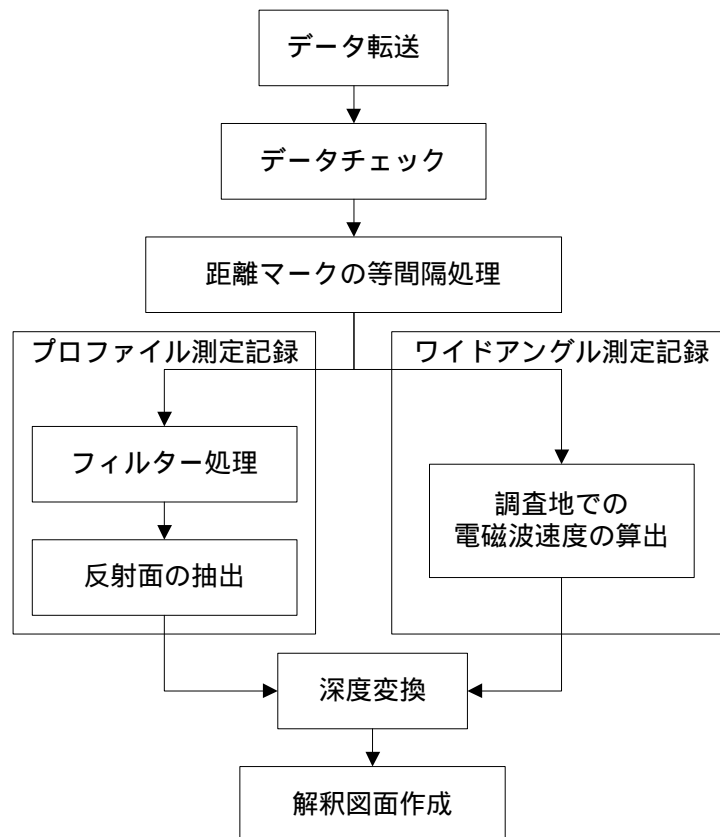 データ転送
データチェック
距離マークの等間隔処理
プロファイル測定記録
フィルター処理
反射面の抽出
ワイドアングル測定記録
調査地での
電磁波速度の算出
深度変換
解釈図面作成